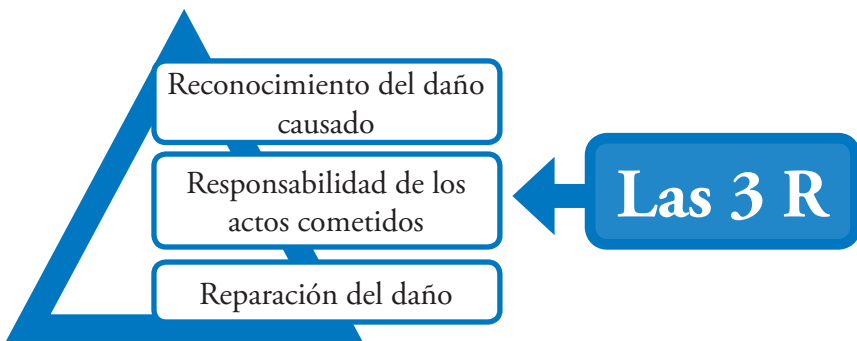 Reconocimiento del daño
causado
Responsabilidad de los
actos cometidos
Reparación del daño
Las 3 R